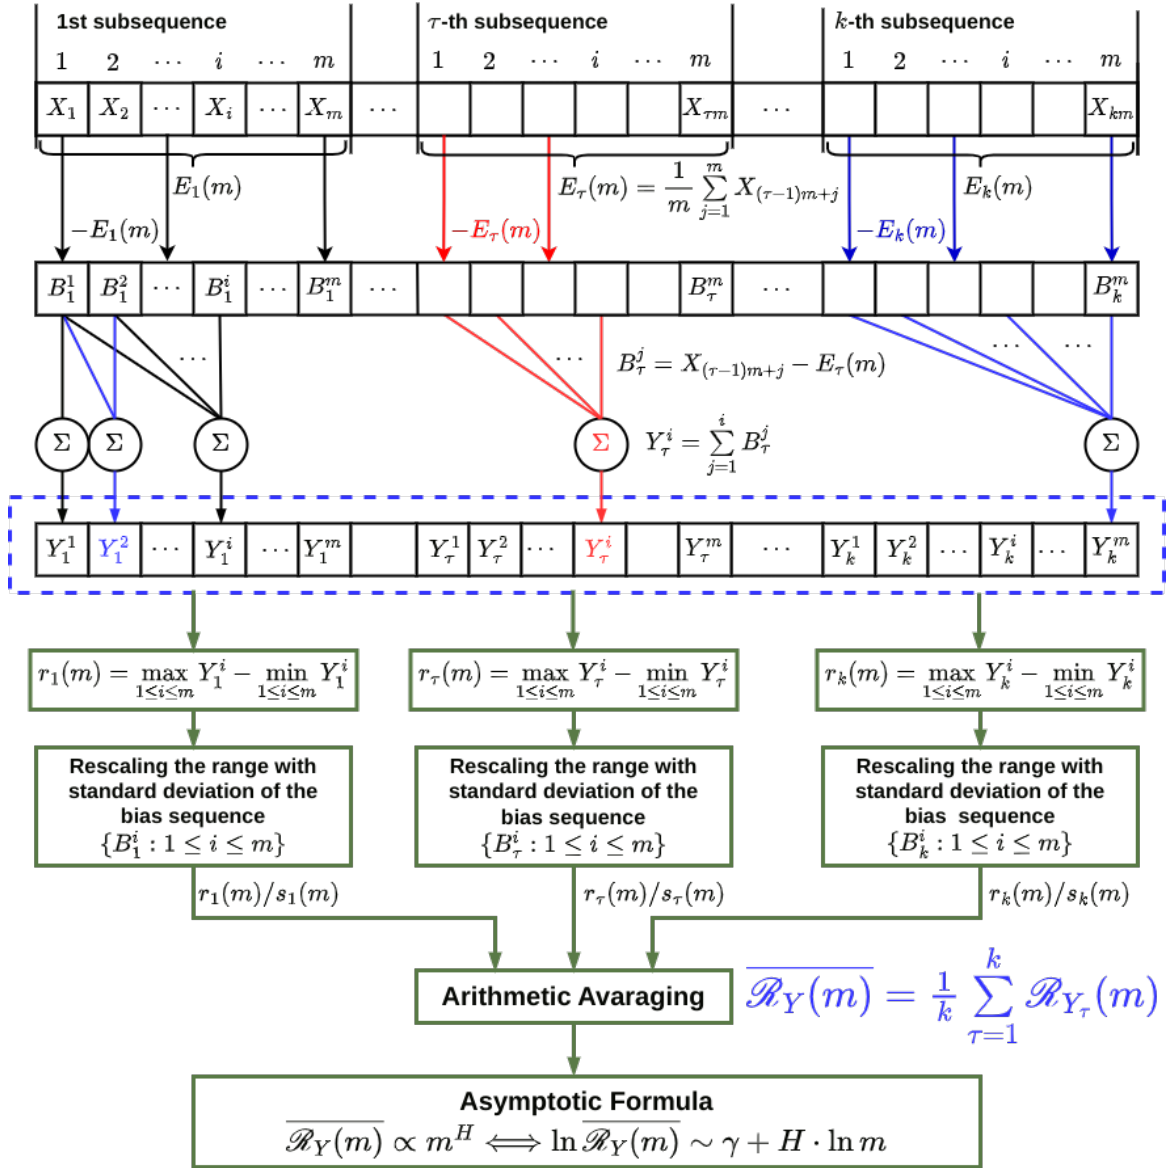 1st subsequence τ-th subsequence k-th subsequence
1 2 ⋯ i ⋯ m 1 2 ⋯ i ⋯ m 1 2 ⋯ i ⋯ m
X_1 X_2 ⋯ X_i ⋯ X_m ⋯ X_{τm} ⋯ X_{km}
E_1(m) E_τ(m) = \frac{1}{m} \sum_{j=1}^{m} X_{(τ−1)m+j} E_k(m)
−E_1(m) −E_τ(m) −E_k(m)
B_1^1 B_1^2 ⋯ B_1^i ⋯ B_1^m ⋯ B_τ^m ⋯ B_k^m
⋯ ⋯ B_τ^j = X_{(τ−1)m+j} − E_τ(m) ⋯ ⋯
Σ Σ Σ Σ Y_τ^i = \sum_{j=1}^{i} B_τ^j Σ
Y_1^1 Y_1^2 ⋯ Y_1^i ⋯ Y_1^m Y_τ^1 Y_τ^2 ⋯ Y_τ^i Y_τ^m ⋯ Y_k^1 Y_k^2 ⋯ Y_k^i ⋯ Y_k^m
r_1(m) = \max_{1≤i≤m} Y_1^i − \min_{1≤i≤m} Y_1^i
r_τ(m) = \max_{1≤i≤m} Y_τ^i − \min_{1≤i≤m} Y_τ^i
r_k(m) = \max_{1≤i≤m} Y_k^i − \min_{1≤i≤m} Y_k^i
Rescaling the range with
standard deviation of the
bias sequence
{B_1^i : 1 ≤ i ≤ m}
Rescaling the range with
standard deviation of the
bias sequence
{B_τ^i : 1 ≤ i ≤ m}
Rescaling the range with
standard deviation of the
bias sequence
{B_k^i : 1 ≤ i ≤ m}
r_1(m)/s_1(m) r_τ(m)/s_τ(m) r_k(m)/s_k(m)
Arithmetic Avaraging
\overline{ℛ_Y(m)} = \frac{1}{k} \sum_{τ=1}^{k} ℛ_{Y_τ}(m)
Asymptotic Formula
\overline{ℛ_Y(m)} ∝ m^H ⟺ ln \overline{ℛ_Y(m)} ∼ γ + H · ln m